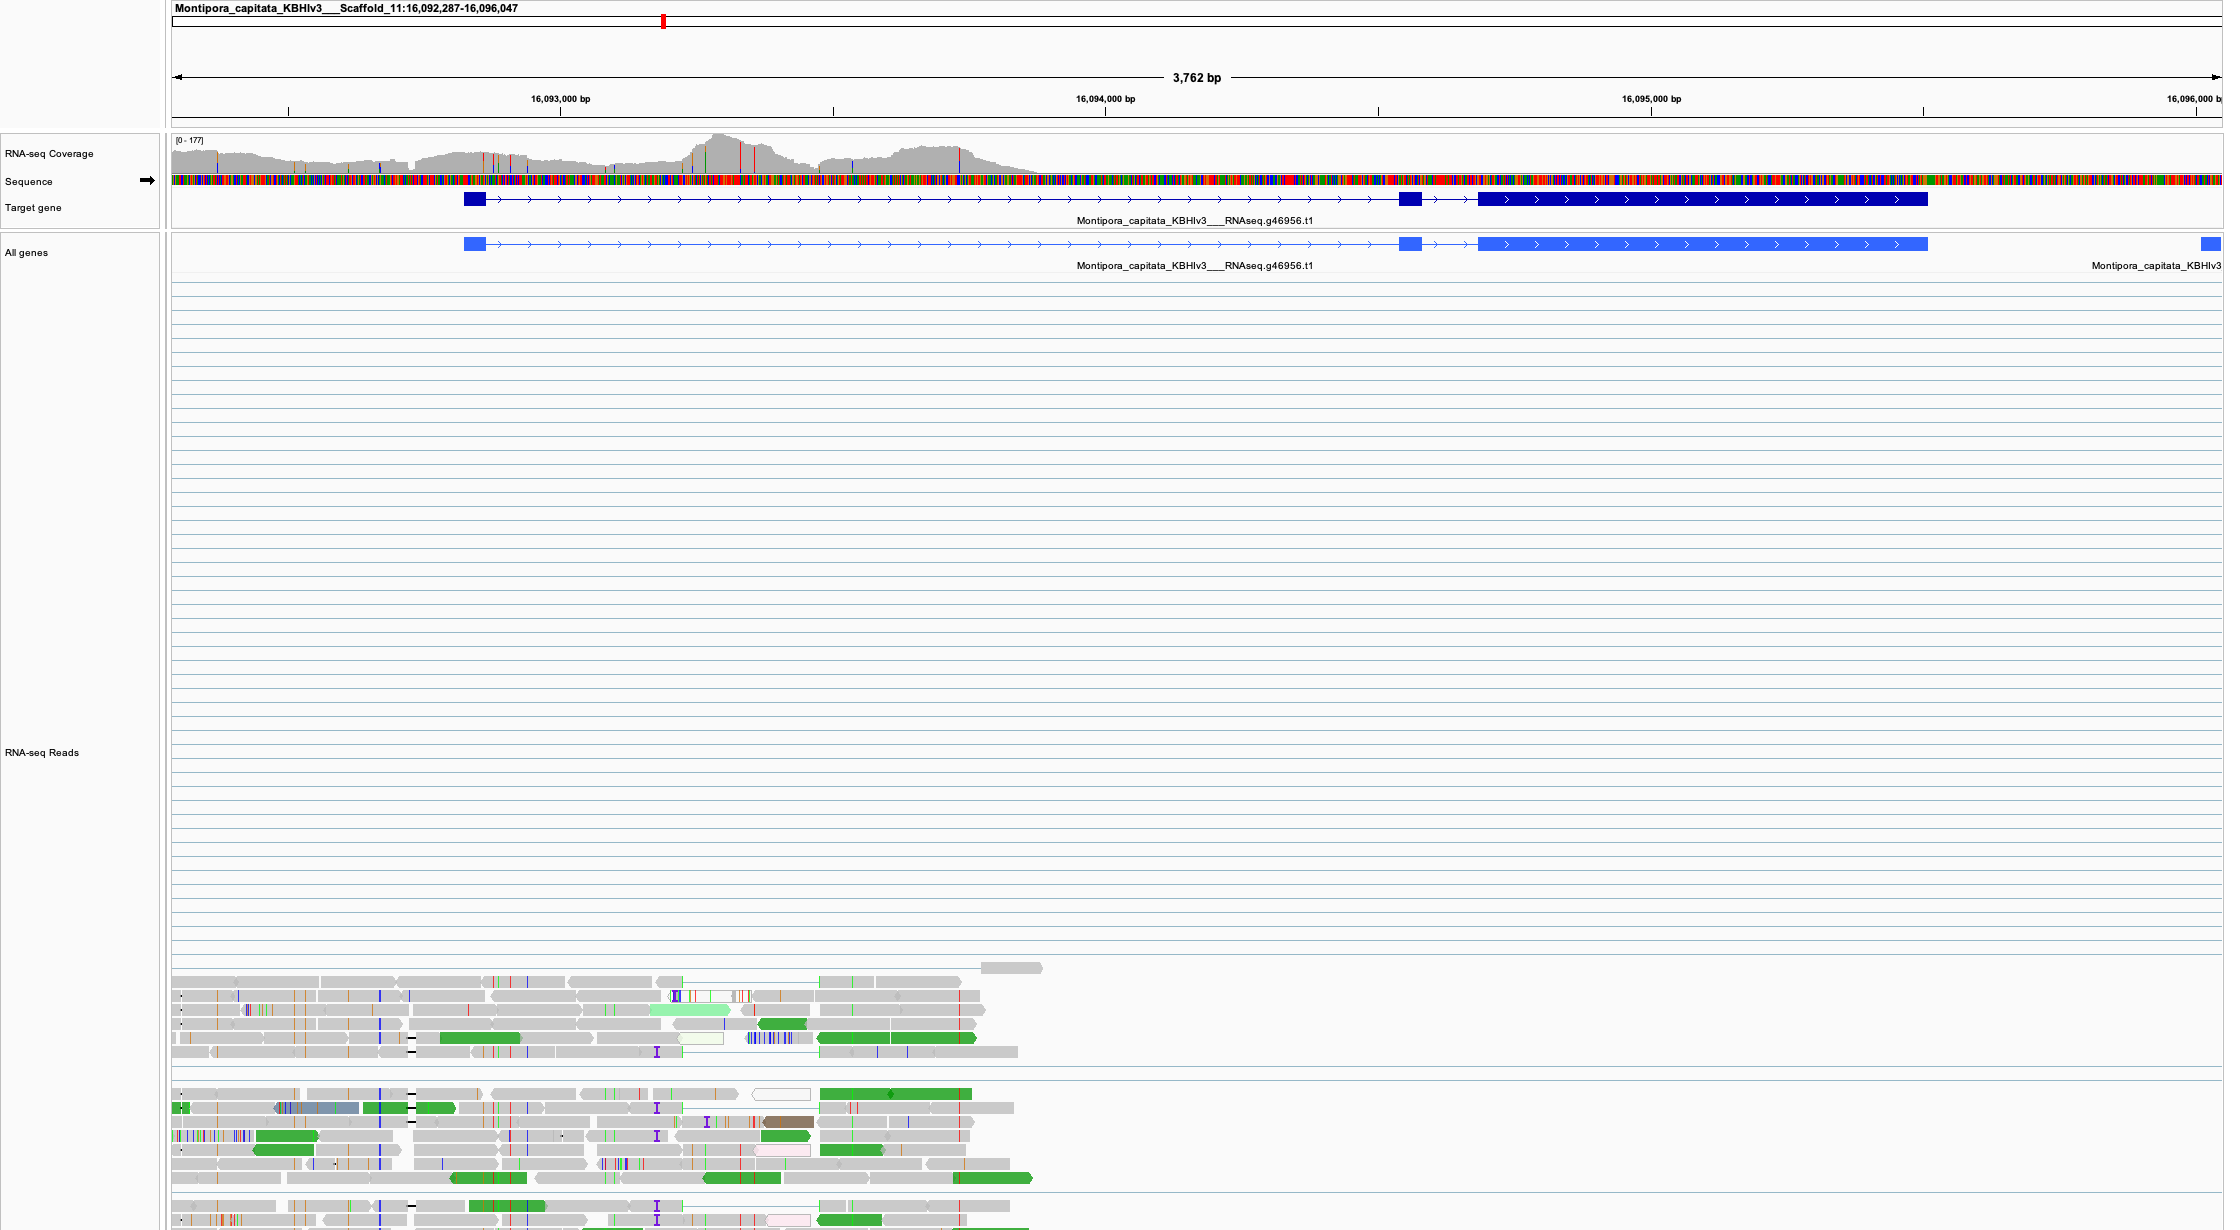 Montipora_capitata_KBHIv3___Scaffold_11:16,092,287-16,096,047
3,762 bp
16,093,000 bp
16,094,000 bp
16,095,000 bp
16,096,000 b
RNA-seq Coverage
[0 - 177]
Sequence
Target gene
Montipora_capitata_KBHIv3___RNAseq.g46956.t1
All genes
Montipora_capitata_KBHIv3___RNAseq.g46956.t1
Montipora_capitata_KBHIv3
RNA-seq Reads